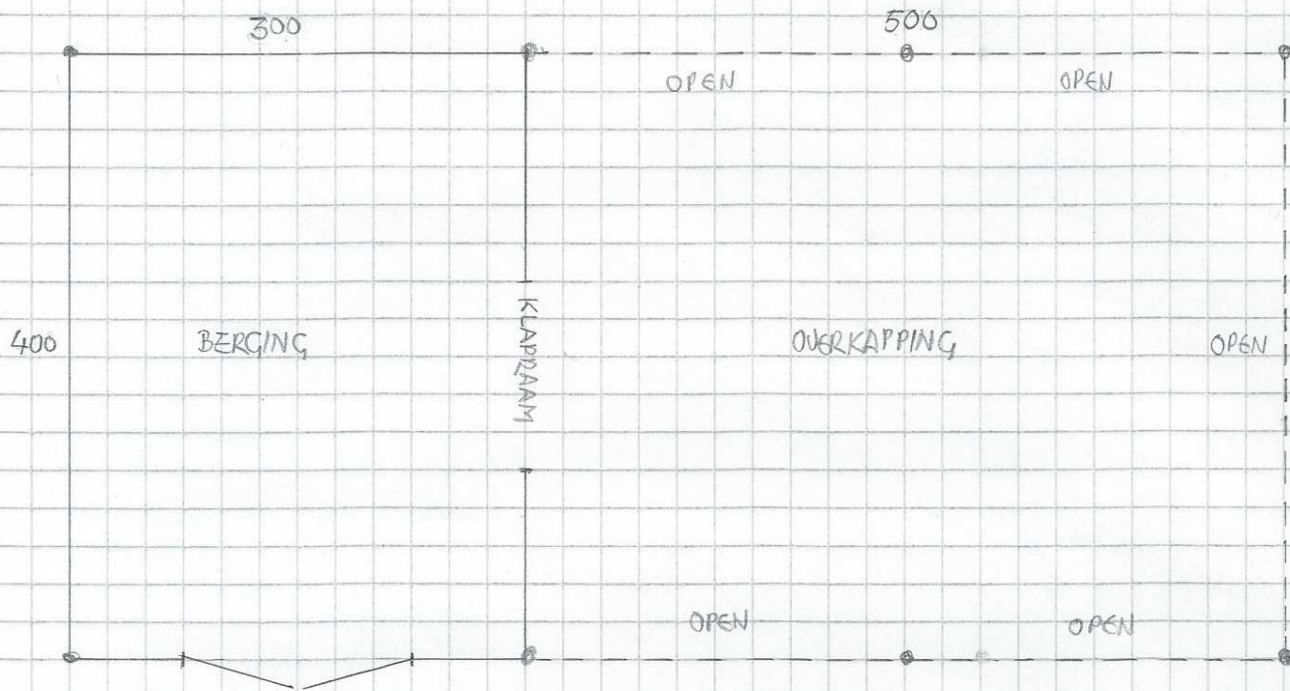 300
500
OPEN
OPEN
400
BERGING
KLAPRAAM
OVERKAPPING
OPEN
OPEN
OPEN